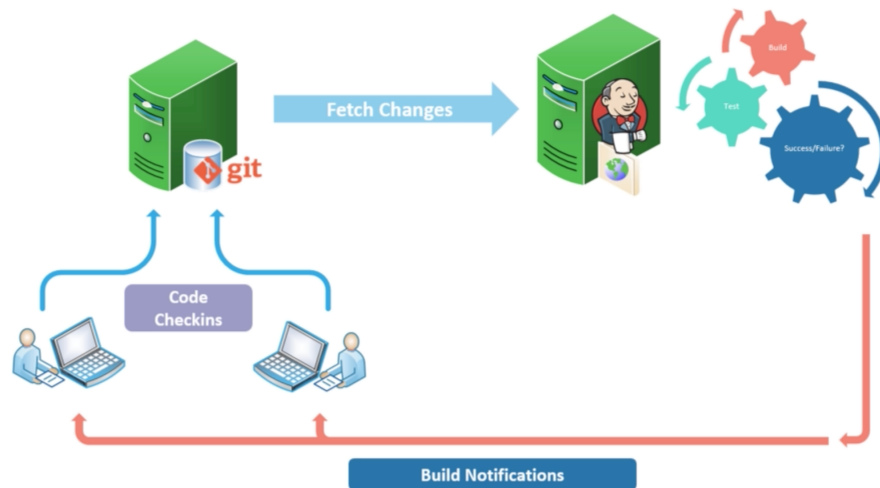 Build
Fetch Changes
Test
Success/Failure?
git
Code
Checkins
Build Notifications